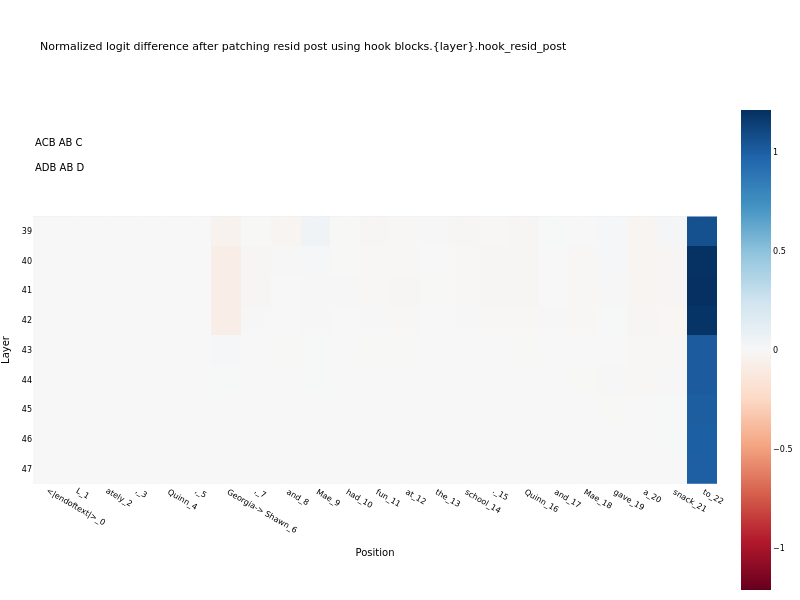 Normalized logit difference after patching resid post using hook blocks.{layer}.hook_resid_post
ACB AB C
ADB AB D
Layer
39
40
41
42
43
44
45
46
47
<|endoftext|>_0
L_1
ately_2
,_3
Quinn_4
,_5
Georgia-> Shawn_6
,_7
and_8
Mae_9
had_10
fun_11
at_12
the_13
school_14
._15
Quinn_16
and_17
Mae_18
gave_19
a_20
snack_21
to_22
Position
1
0.5
0
−0.5
−1